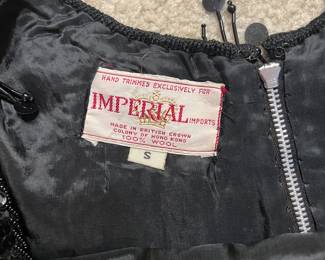 HAND TRIMMED EXCLUSIVELY FOR
IMPERIAL IMPORTS
MADE IN BRITISH CROWN
COLONY OF HONG KONG
100% WOOL
S